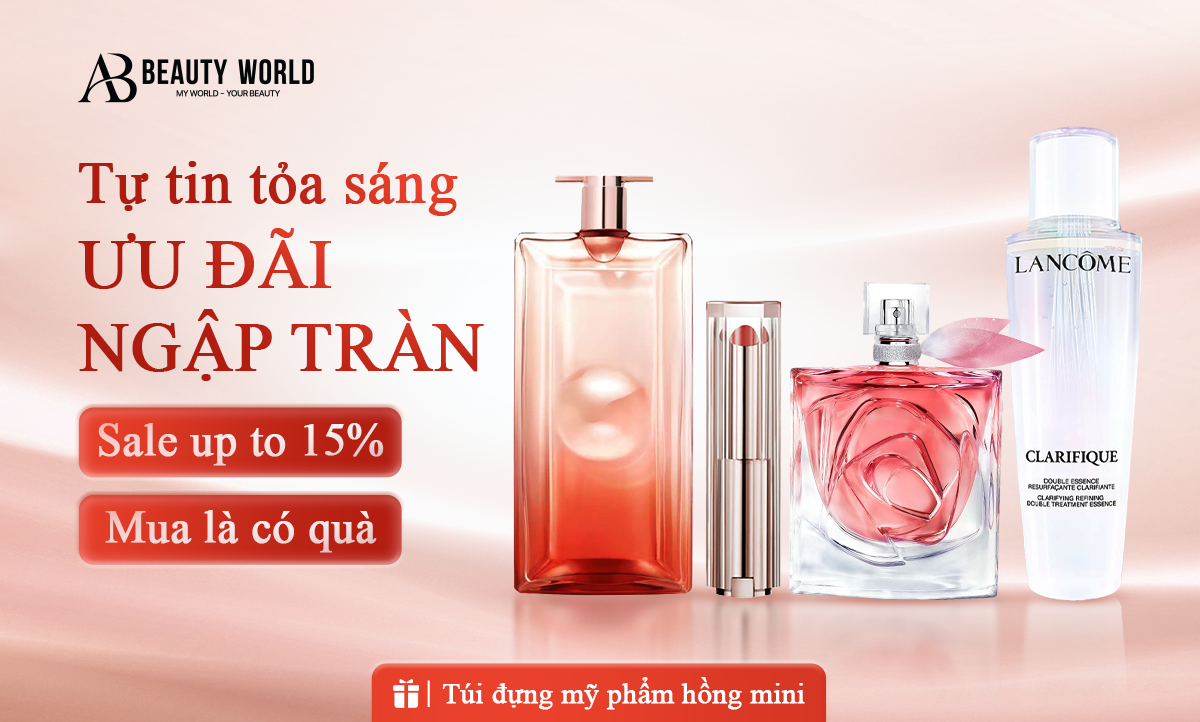 AB BEAUTY WORLD
MY WORLD - YOUR BEAUTY
Tự tin tỏa sáng
ƯU ĐÃI
NGẬP TRÀN
Sale up to 15%
Mua là có quà
LANCÔME
CLARIFIQUE
DOUBLE ESSENCE
RESURFAÇANTE CLARIFIANTE
CLARIFYING REFINING
DOUBLE TREATMENT ESSENCE
Túi đựng mỹ phẩm hồng mini